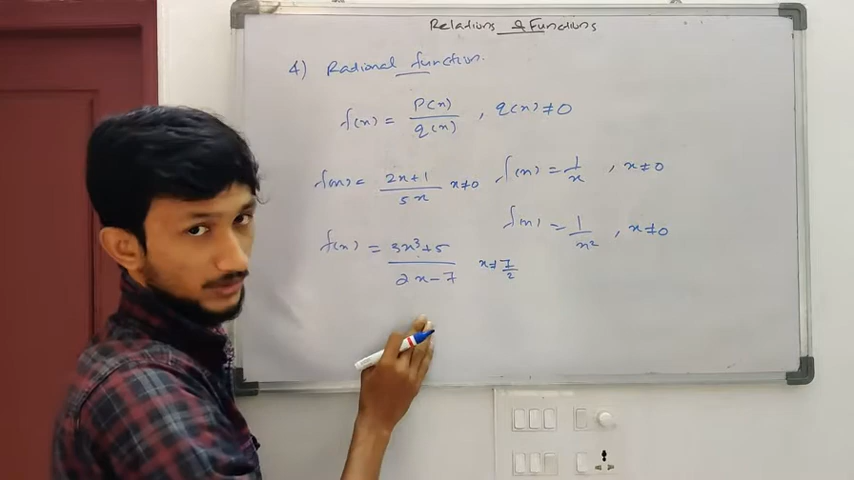 Relations & Functions
4) Rational function.
f(x) = P(x)/q(x), q(x) ≠ 0
f(x) = 2x+1/5x x≠0
f(x) = 1/x, x≠0
f(x) = 1/x², x≠0
f(x) = 3x³+5/2x-7 x≠7/2